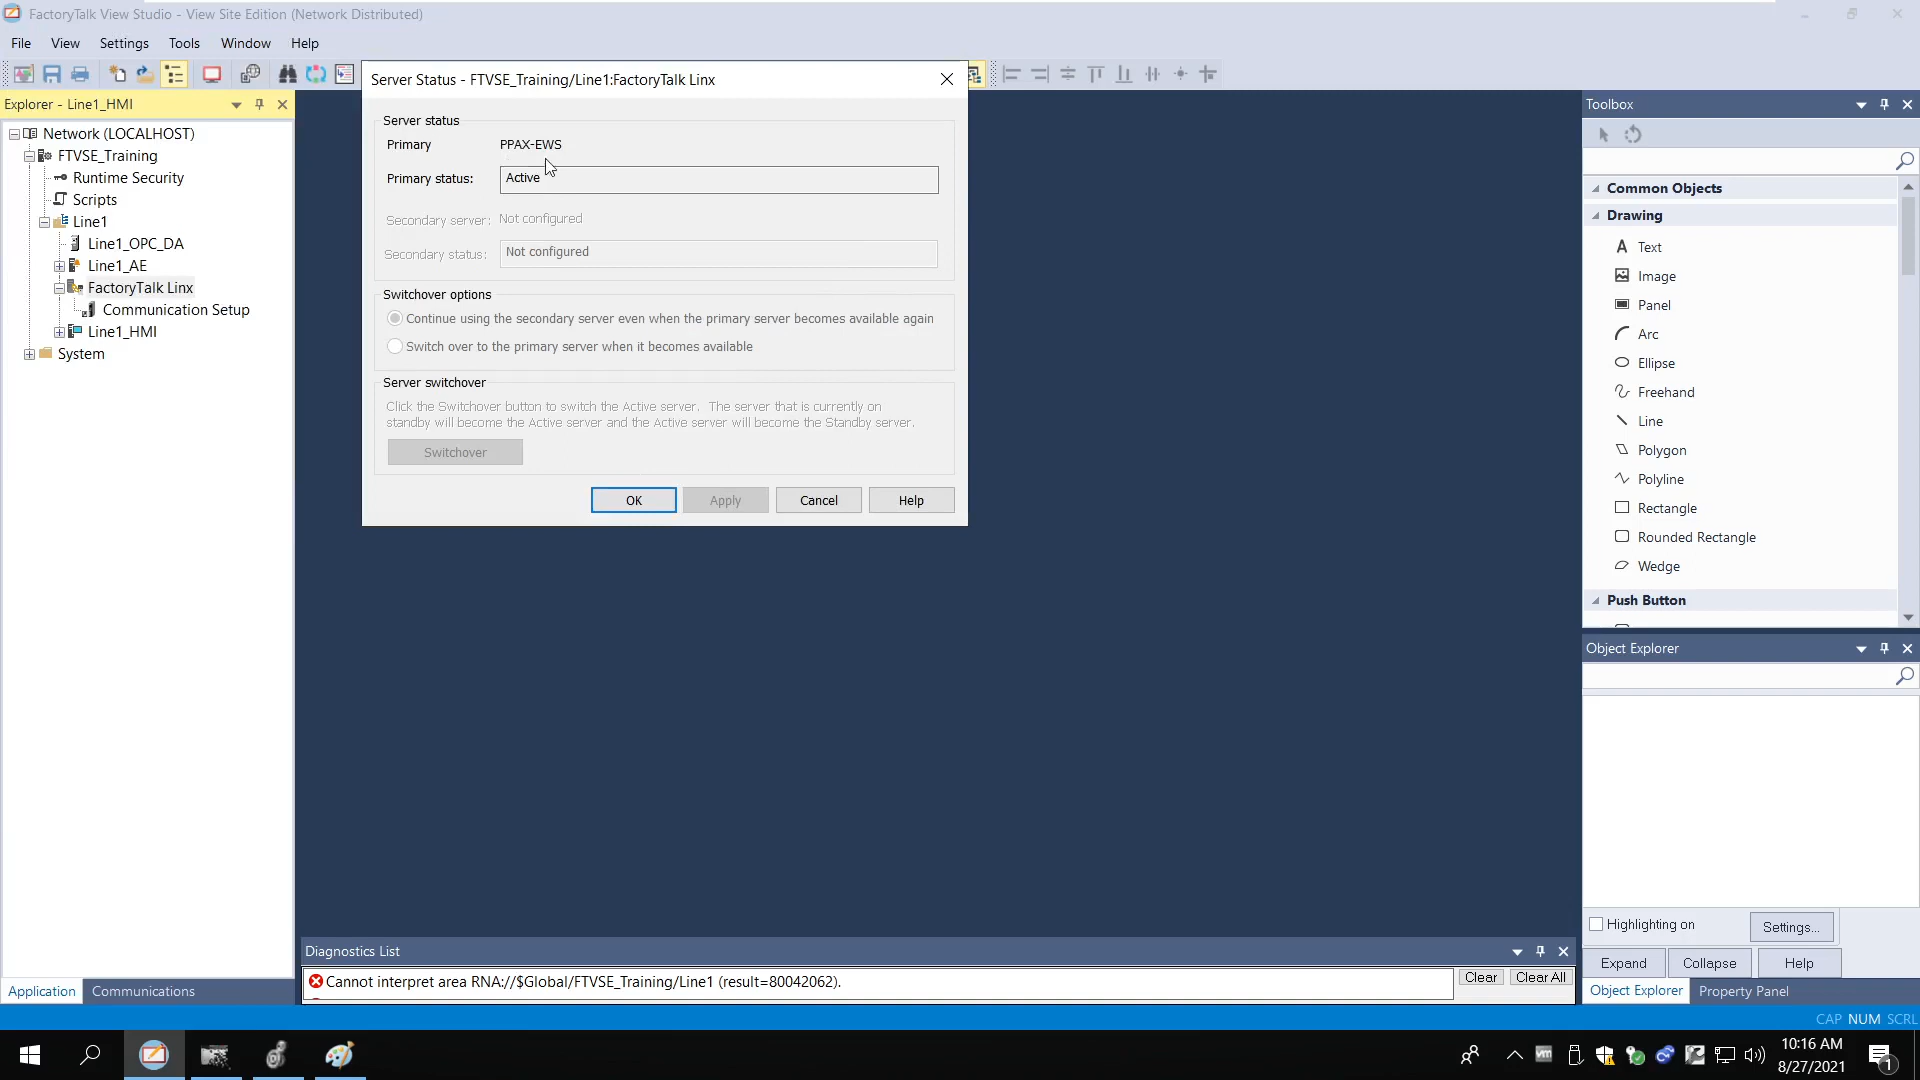 FactoryTalk View Studio - View Site Edition (Network Distributed)
File View Settings Tools Window Help
Explorer - Line1_HMI
Network (LOCALHOST)
FTVSE_Training
Runtime Security
Scripts
Line1
Line1_OPC_DA
Line1_AE
FactoryTalk Linx
Communication Setup
Line1_HMI
System
Application Communications
Server Status - FTVSE_Training/Line1:FactoryTalk Linx
Server status
Primary PPAX-EWS
Primary status: Active
Secondary server: Not configured
Secondary status: Not configured
Switchover options
Continue using the secondary server even when the primary server becomes available again
Switch over to the primary server when it becomes available
Server switchover
Click the Switchover button to switch the Active server. The server that is currently on
standby will become the Active server and the Active server will become the Standby server.
Switchover
OK Apply Cancel Help
Diagnostics List
Cannot interpret area RNA://$Global/FTVSE_Training/Line1 (result=80042062).
Clear Clear All
Toolbox
Common Objects
Drawing
Text
Image
Panel
Arc
Ellipse
Freehand
Line
Polygon
Polyline
Rectangle
Rounded Rectangle
Wedge
Push Button
Object Explorer
Highlighting on Settings...
Expand Collapse Help
Object Explorer Property Panel
CAP NUM SCRL
10:16 AM
8/27/2021
1